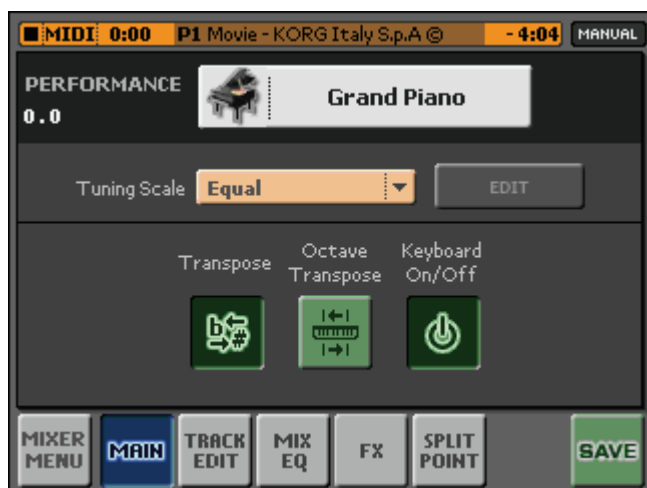 MIDI 0:00 P1 Movie - KORG Italy S.p.A © - 4:04 MANUAL
PERFORMANCE
0.0
Grand Piano
Tuning Scale Equal EDIT
Transpose
Octave
Transpose
Keyboard
On/Off
b #
MIXER
MENU
MAIN
TRACK
EDIT
MIX
EQ
FX
SPLIT
POINT
SAVE